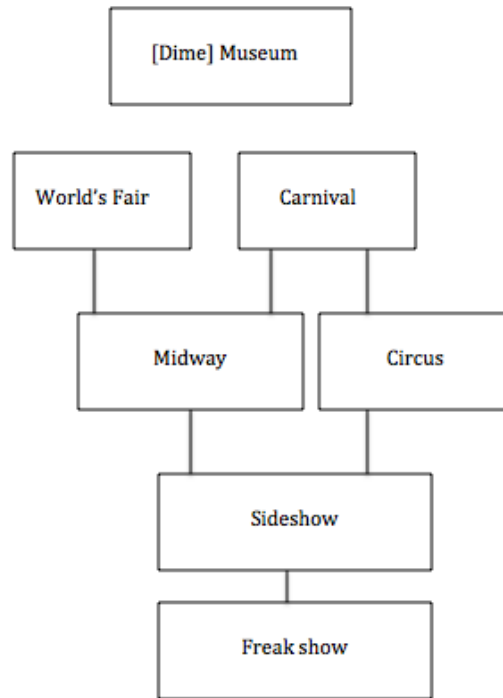 [Dime] Museum
World's Fair
Carnival
Midway
Circus
Sideshow
Freak show